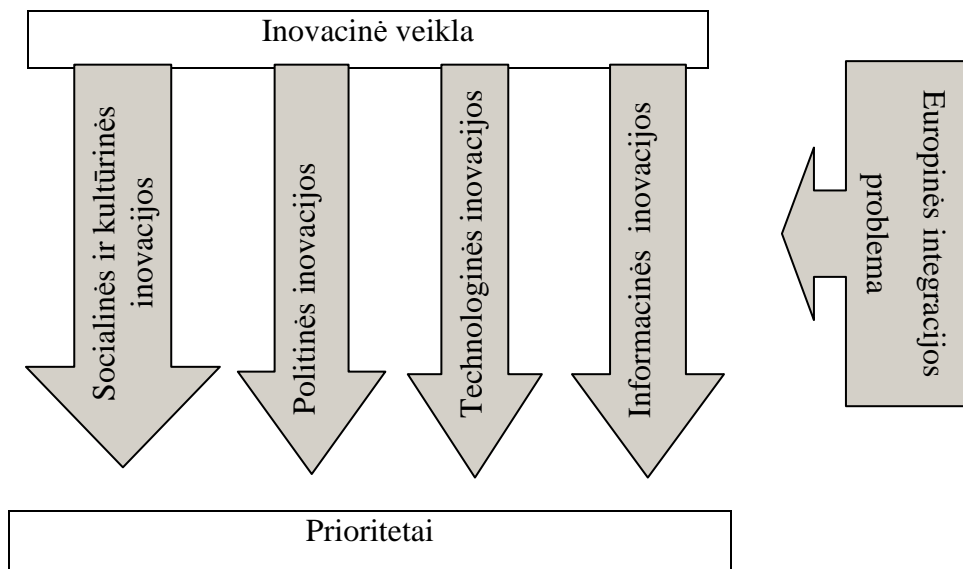 Inovacinė veikla
Socialinės ir kultūrinės
inovacijos
Politinės inovacijos
Technologinės inovacijos
Informacinės  inovacijos
Europinės integracijos
problema
Prioritetai